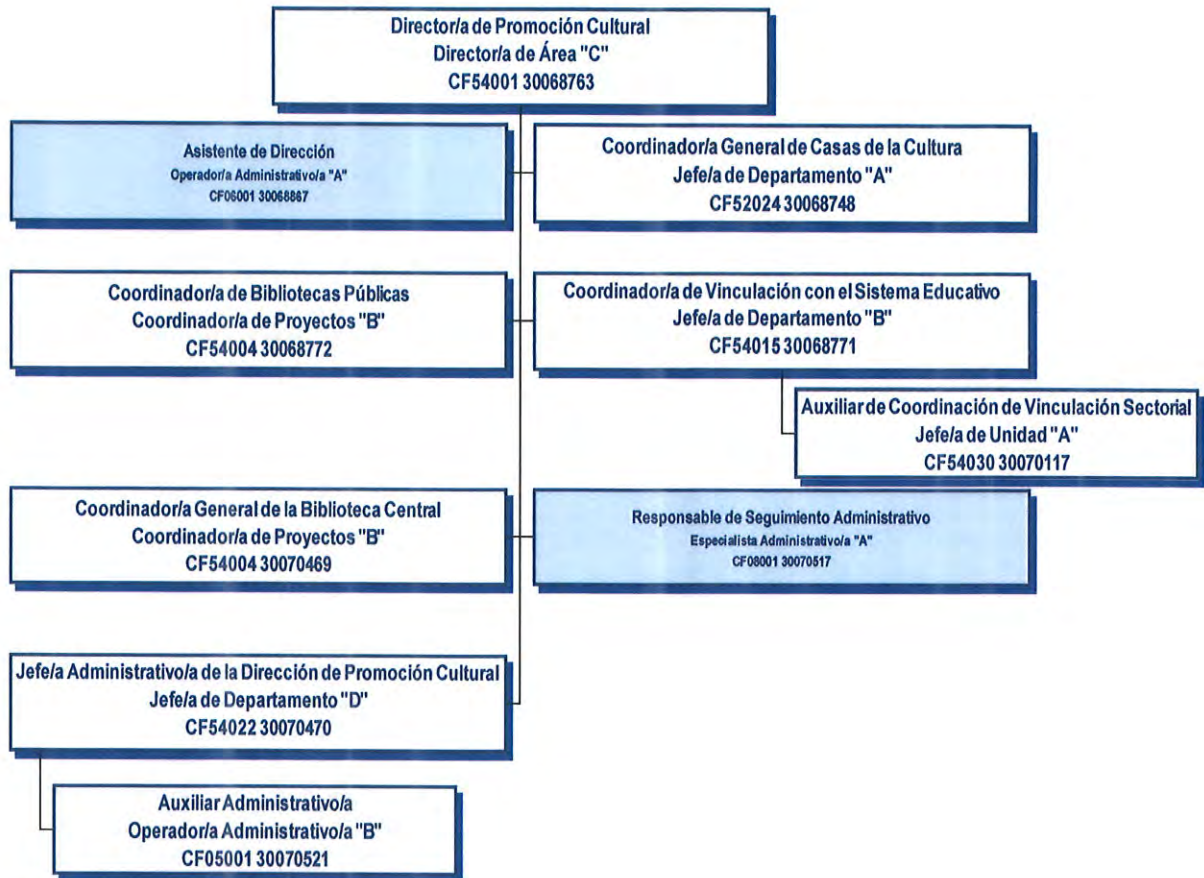 Director/a de Promoción Cultural
Director/a de Área "C"
CF54001 30068763
Asistente de Dirección
Operador/a Administrativo/a "A"
CF06001 30068867
Coordinador/a General de Casas de la Cultura
Jefe/a de Departamento "A"
CF52024 30068748
Coordinador/a de Bibliotecas Públicas
Coordinador/a de Proyectos "B"
CF54004 30068772
Coordinador/a de Vinculación con el Sistema Educativo
Jefe/a de Departamento "B"
CF54015 30068771
Auxiliar de Coordinación de Vinculación Sectorial
Jefe/a de Unidad "A"
CF54030 30070117
Coordinador/a General de la Biblioteca Central
Coordinador/a de Proyectos "B"
CF54004 30070469
Responsable de Seguimiento Administrativo
Especialista Administrativo/a "A"
CF08001 30070517
Jefe/a Administrativo/a de la Dirección de Promoción Cultural
Jefe/a de Departamento "D"
CF54022 30070470
Auxiliar Administrativo/a
Operador/a Administrativo/a "B"
CF05001 30070521